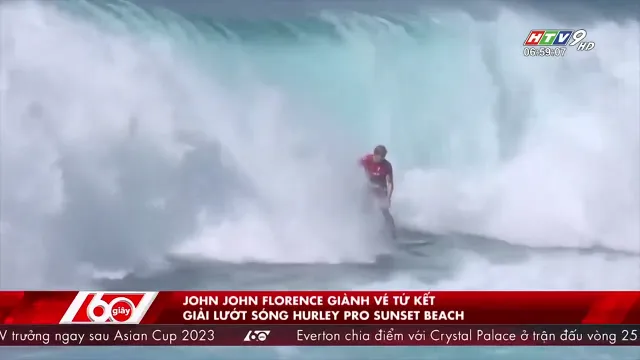 HTV9 HD
06:59:07
60 giây
JOHN JOHN FLORENCE GIÀNH VÉ TỨ KẾT
GIẢI LƯỚT SÓNG HURLEY PRO SUNSET BEACH
V trưởng ngay sau Asian Cup 2023 60 Everton chia điểm với Crystal Palace ở trận đấu vòng 25